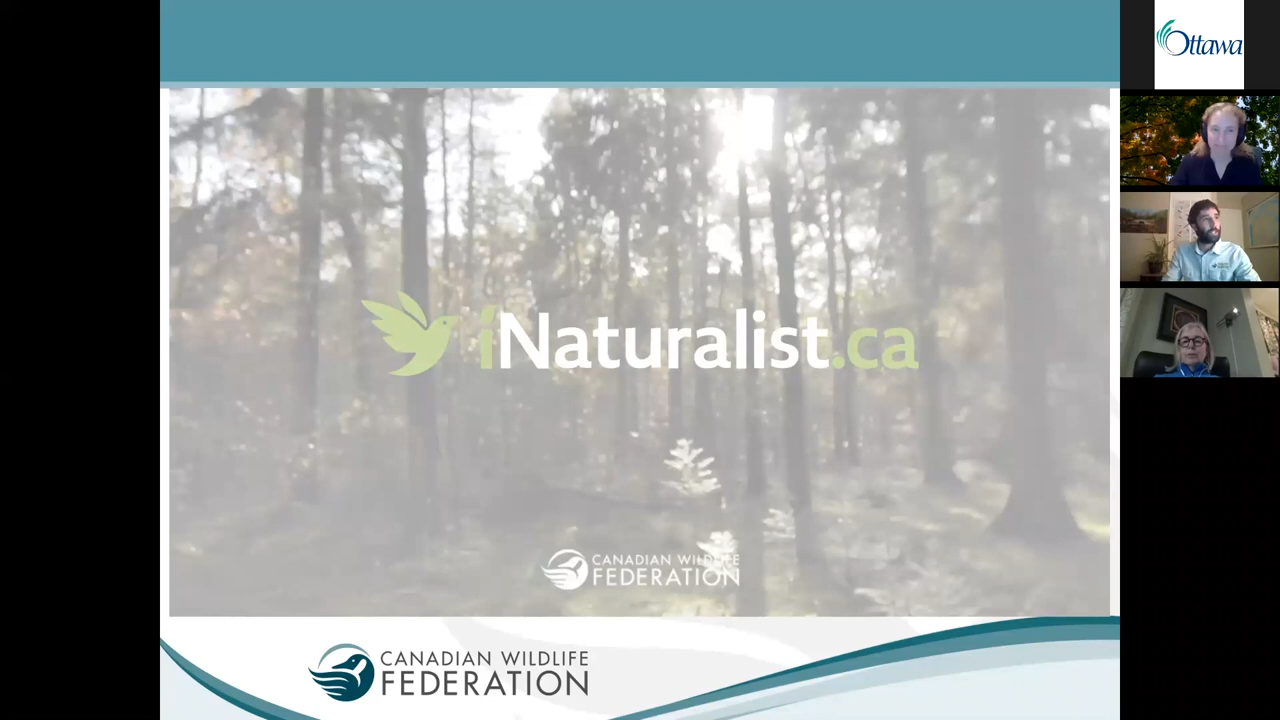 iNaturalist.ca
CANADIAN WILDLIFE
FEDERATION
CANADIAN WILDLIFE
FEDERATION
Ottawa